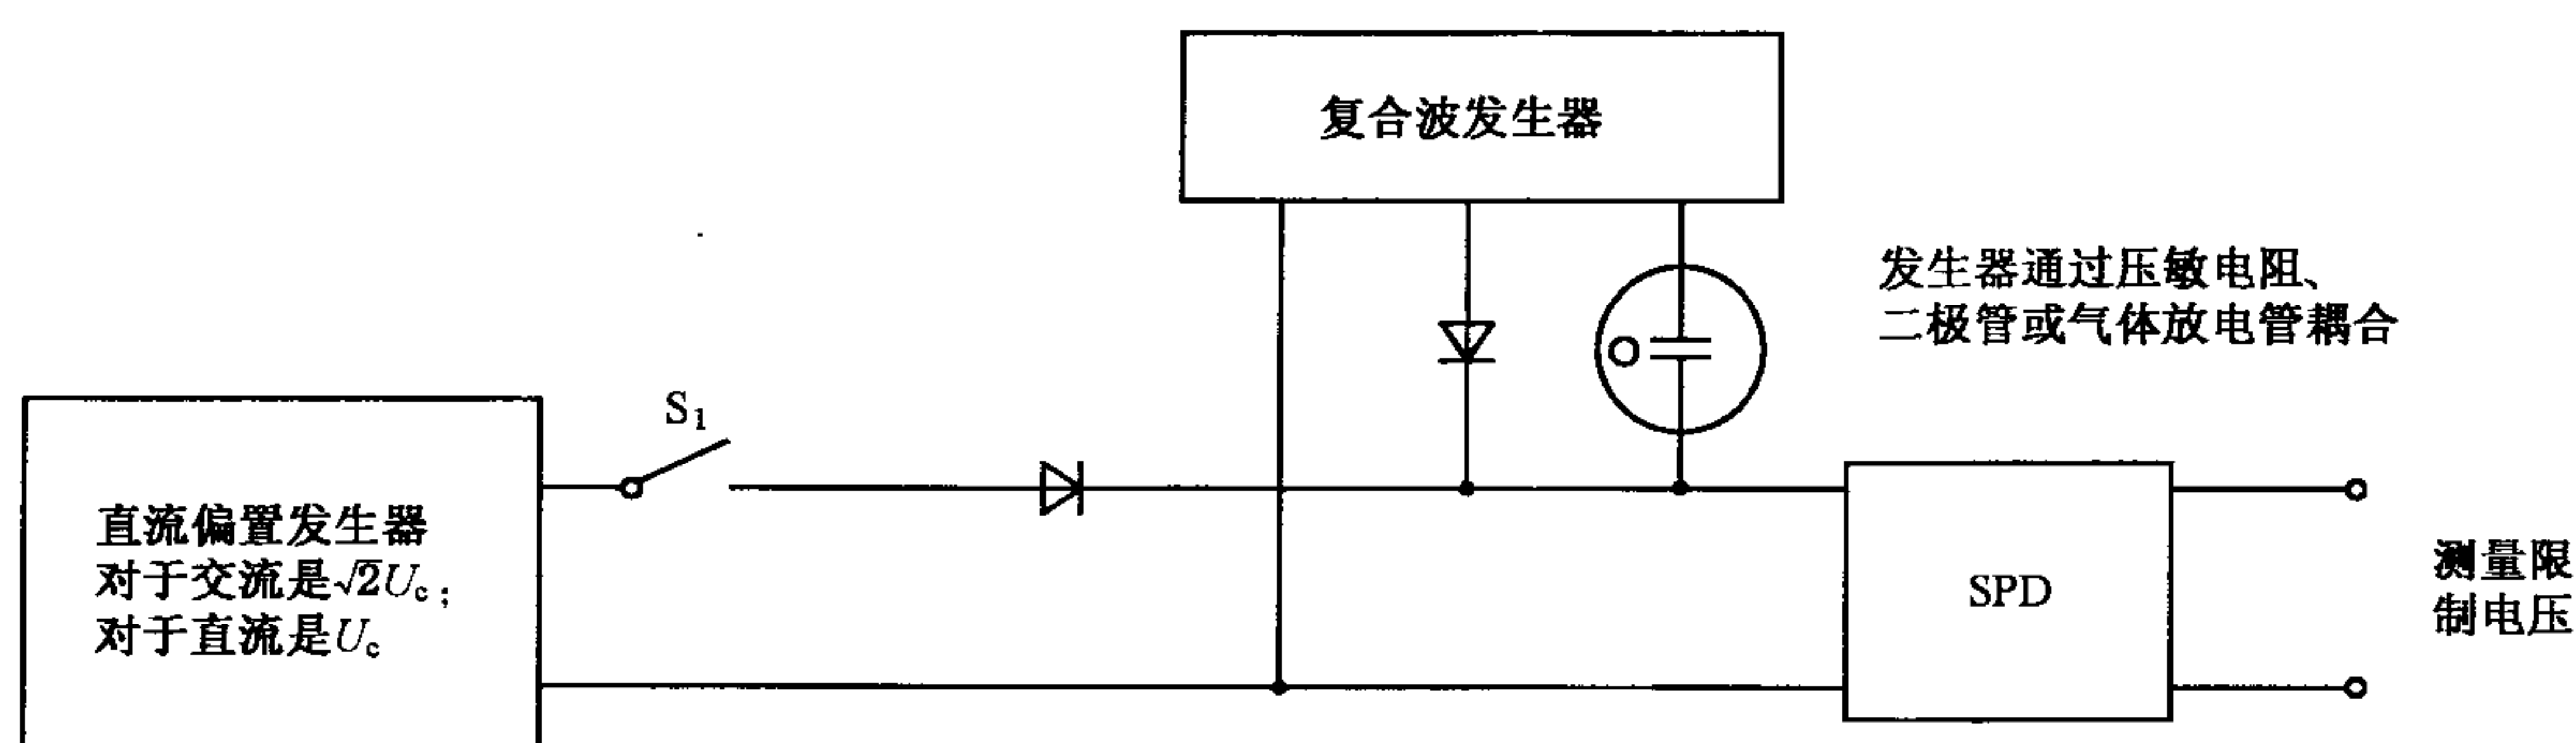 复合波发生器
发生器通过压敏电阻、
二极管或气体放电管耦合
S₁
直流偏置发生器
对于交流是√2U_c;
对于直流是U_c
SPD
测量限
制电压